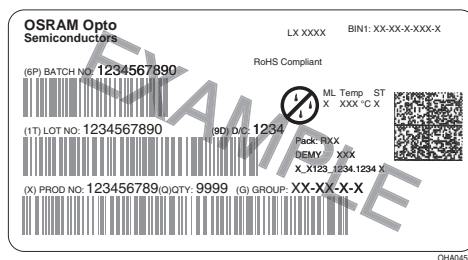 OSRAM Opto
Semiconductors
LX XXXX
BIN1: XX-XX-X-XXX-X
RoHS Compliant
(6P) BATCH NO: 1234567890
ML Temp ST
X XXX °C X
(1T) LOT NO: 1234567890 (9D) D/C: 1234
Pack: RXX
DEMY XXX
X_X123_1234.1234 X
(X) PROD NO: 123456789(Q)QTY: 9999 (G) GROUP: XX-XX-X-X
EXAMPLE
OHA04563